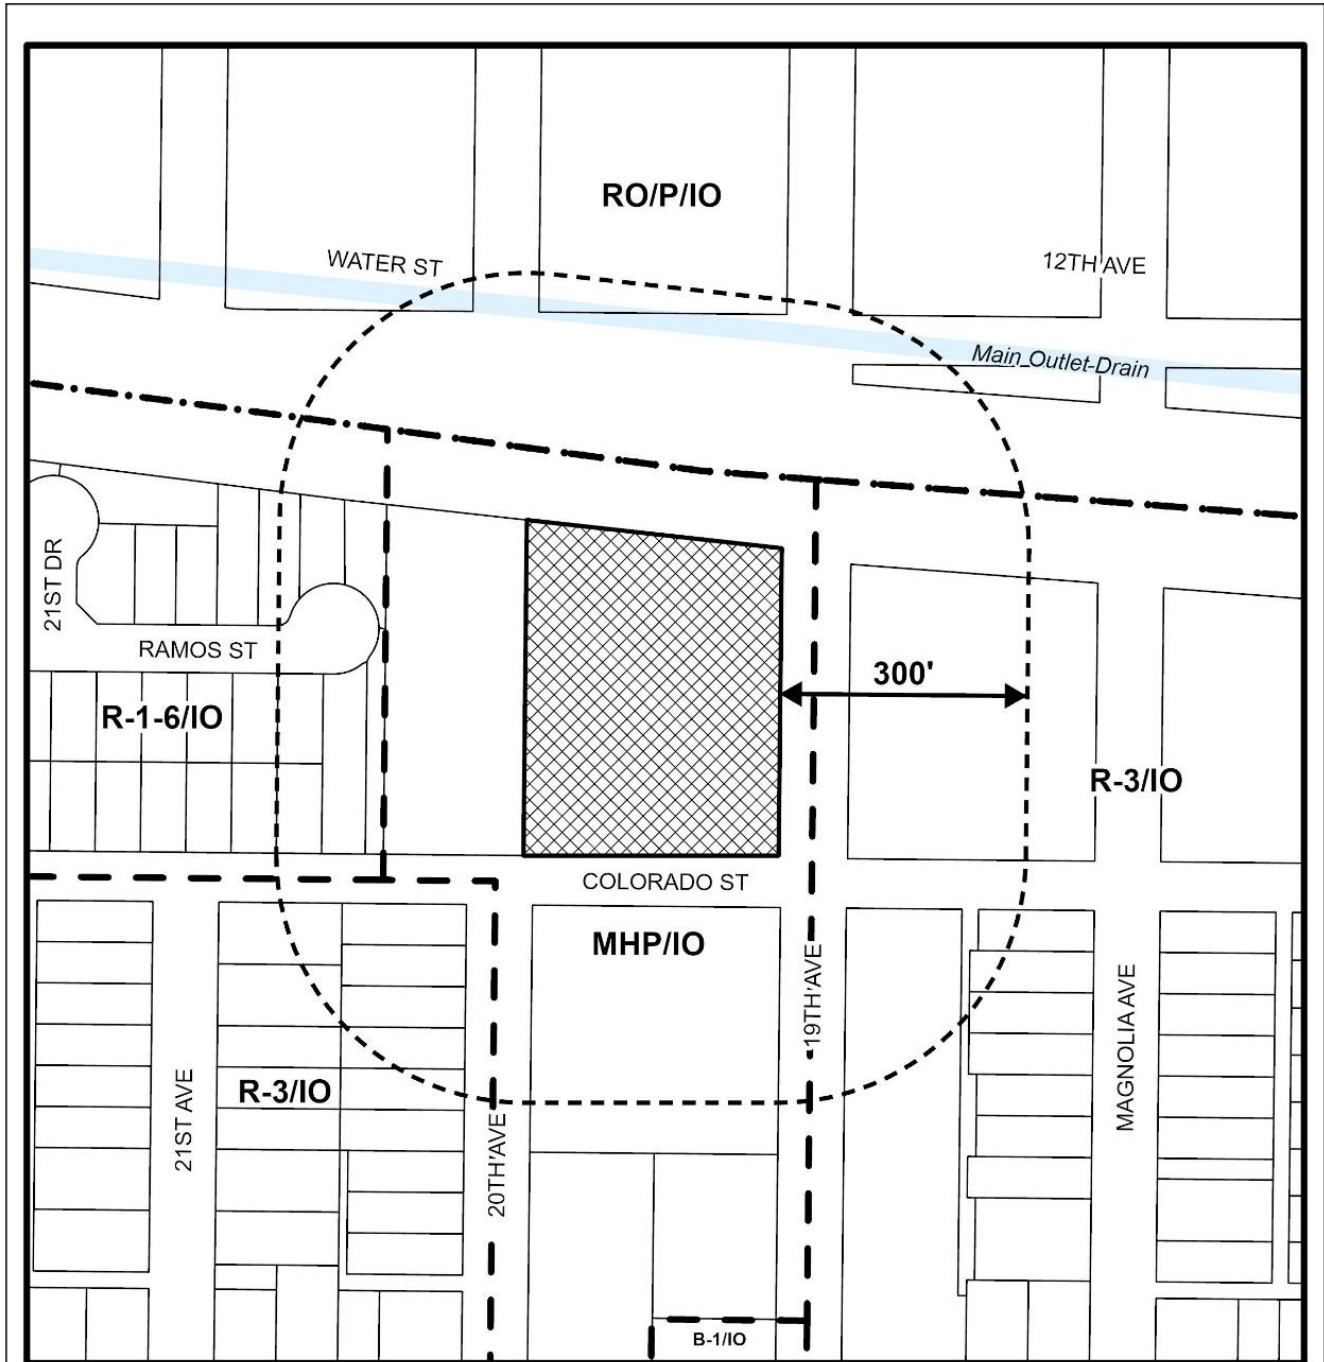 RO/P/IO
WATER ST
12TH AVE
Main Outlet-Drain
21ST DR
RAMOS ST
300'
R-1-6/IO
R-3/IO
COLORADO ST
MHP/IO
19TH AVE
MAGNOLIA AVE
R-3/IO
21ST AVE
20TH AVE
B-1/IO